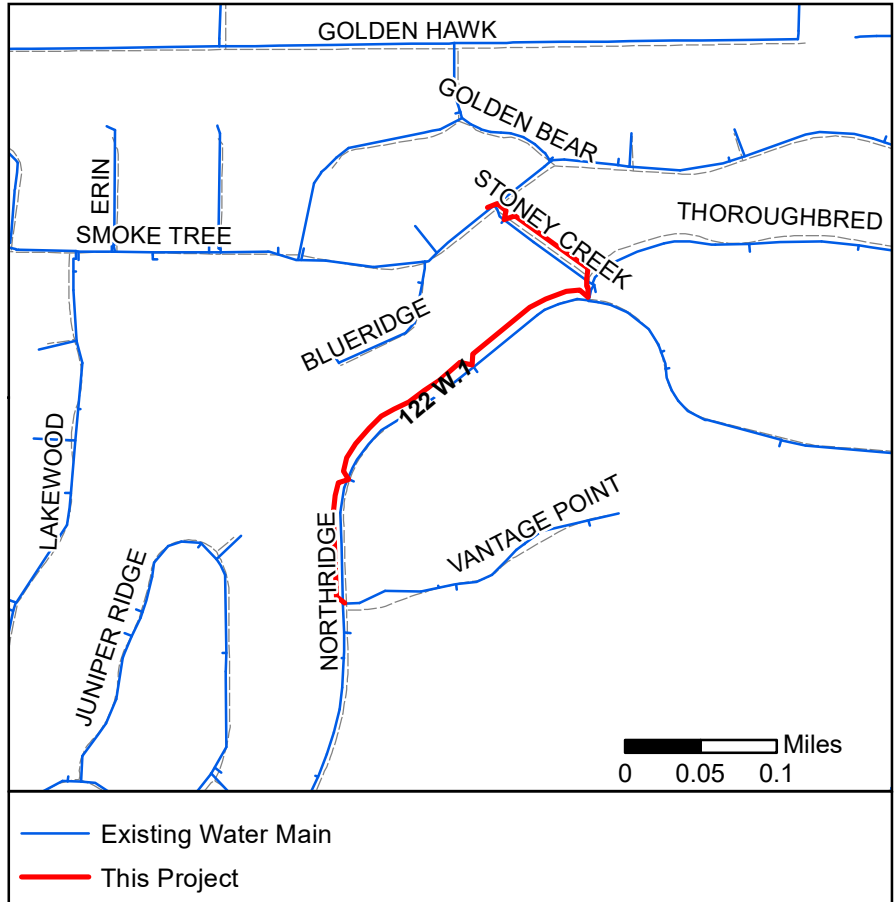 GOLDEN HAWK
GOLDEN BEAR
ERIN
STONEY CREEK
THOROUGHBRED
SMOKE TREE
BLUERIDGE
122 W.1
LAKEWOOD
VANTAGE POINT
NORTHRIDGE
JUNIPER RIDGE
Miles
0 0.05 0.1
Existing Water Main
This Project